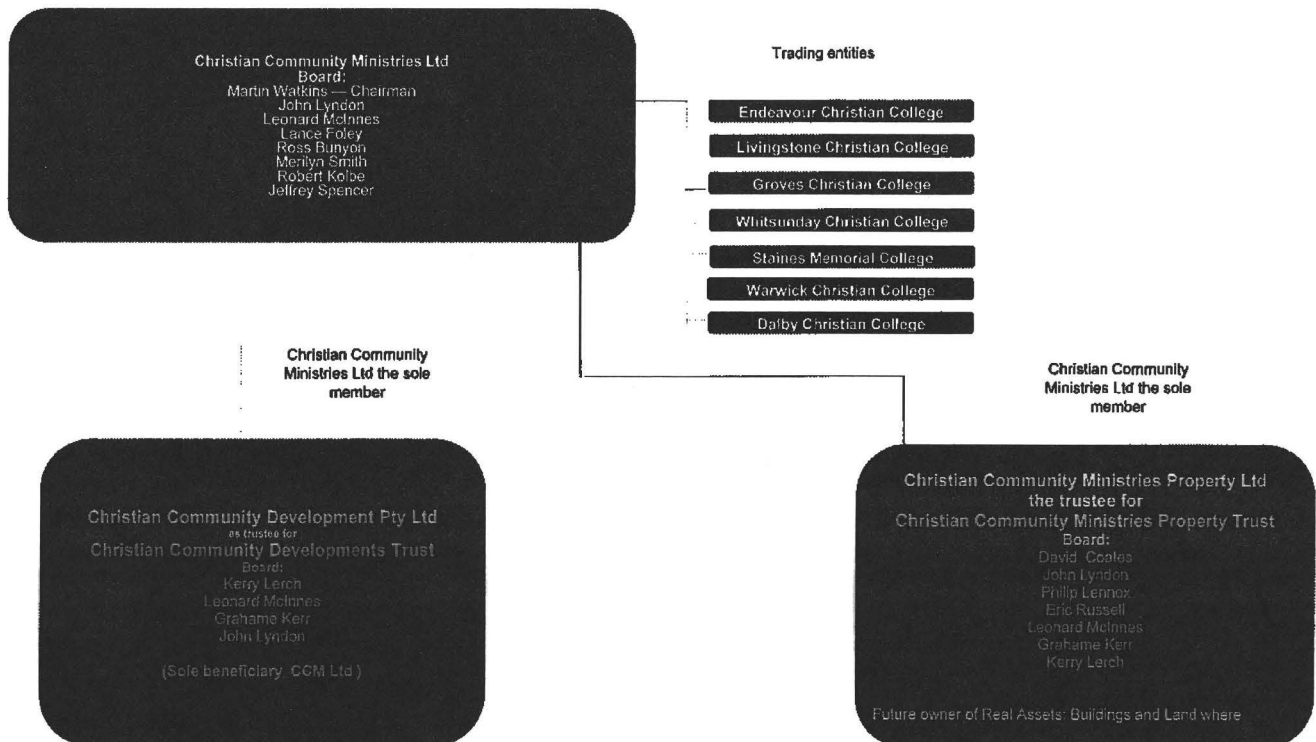 Christian Community Ministries Ltd
Board:
Martin Watkins — Chairman
John Lyndon
Leonard McInnes
Lance Foley
Ross Bunyon
Merilyn Smith
Robert Kolbe
Jeffrey Spencer
Trading entities
Endeavour Christian College
Livingstone Christian College
Groves Christian College
Whitsunday Christian College
Staines Memorial College
Warwick Christian College
Dalby Christian College
Christian Community
Ministries Ltd the sole
member
Christian Community
Ministries Ltd the sole
member
Christian Community Development Pty Ltd
as trustee for
Christian Community Developments Trust
Board:
Kerry Lerch
Leonard McInnes
Grahame Kerr
John Lyndon
(Sole beneficiary CCM Ltd )
Christian Community Ministries Property Ltd
the trustee for
Christian Community Ministries Property Trust
Board:
David Coales
John Lyndon
Philip Lennox
Eric Russell
Leonard McInnes
Grahame Kerr
Kerry Lerch
Future owner of Real Assets: Buildings and Land where